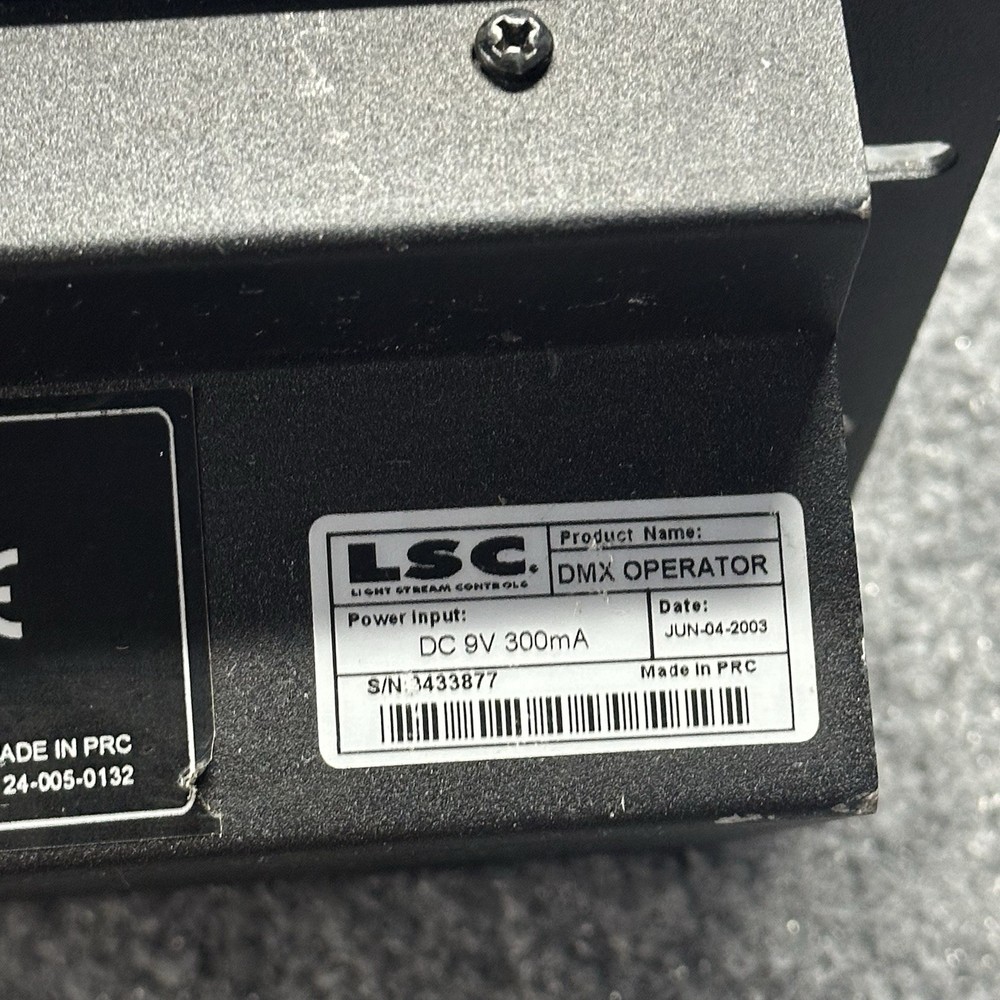 LSC.
LIGHT STREAM CONTROLS
Product Name:
DMX OPERATOR
Power Input:
DC 9V 300mA
Date:
JUN-04-2003
S/N:
Made In PRC
ADE IN PRC
24-005-0132